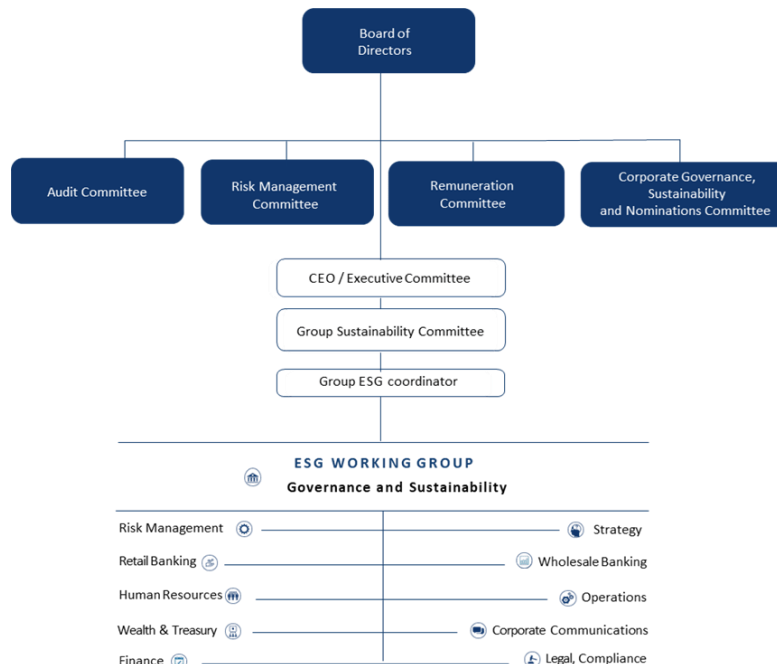 Board of
Directors
Audit Committee
Risk Management
Committee
Remuneration
Committee
Corporate Governance,
Sustainability
and Nominations Committee
CEO / Executive Committee
Group Sustainability Committee
Group ESG coordinator
ESG WORKING GROUP
Governance and Sustainability
Risk Management
Strategy
Retail Banking
Wholesale Banking
Human Resources
Operations
Wealth & Treasury
Corporate Communications
Finance
Legal, Compliance